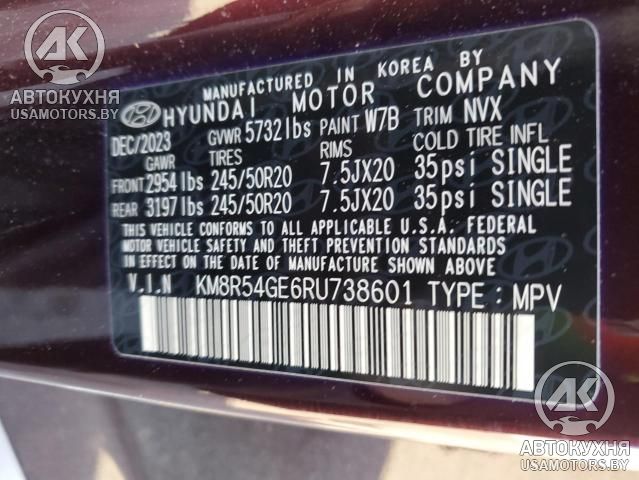 AK
АВТОКУХНЯ
USAMOTORS.BY
MANUFACTURED IN KOREA BY
HYUNDAI MOTOR COMPANY
DEC/2023 GVWR 5732lbs PAINT W7B TRIM NVX
GAWR TIRES RIMS COLD TIRE INFL
FRONT 2954 lbs 245/50R20 7.5JX20 35psi SINGLE
REAR 3197 lbs 245/50R20 7.5JX20 35psi SINGLE
THIS VEHICLE CONFORMS TO ALL APPLICABLE U.S.A. FEDERAL
MOTOR VEHICLE SAFETY AND THEFT PREVENTION STANDARDS
IN EFFECT ON THE DATE OF MANUFACTURE SHOWN ABOVE.
V.I.N KM8R54GE6RU738601 TYPE : MPV
AK
АВТОКУХНЯ
USAMOTORS.BY